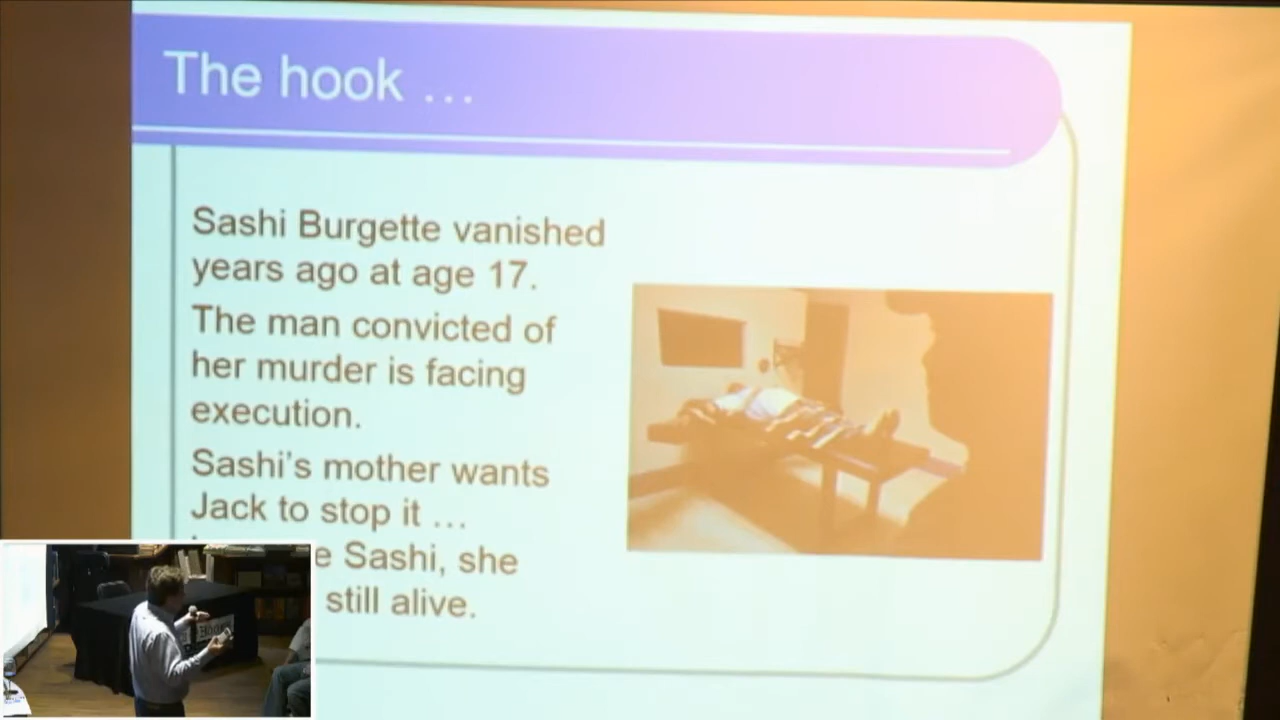 The hook …
Sashi Burgette vanished
years ago at age 17.
The man convicted of
her murder is facing
execution.
Sashi's mother wants
Jack to stop it …
Sashi, she
still alive.